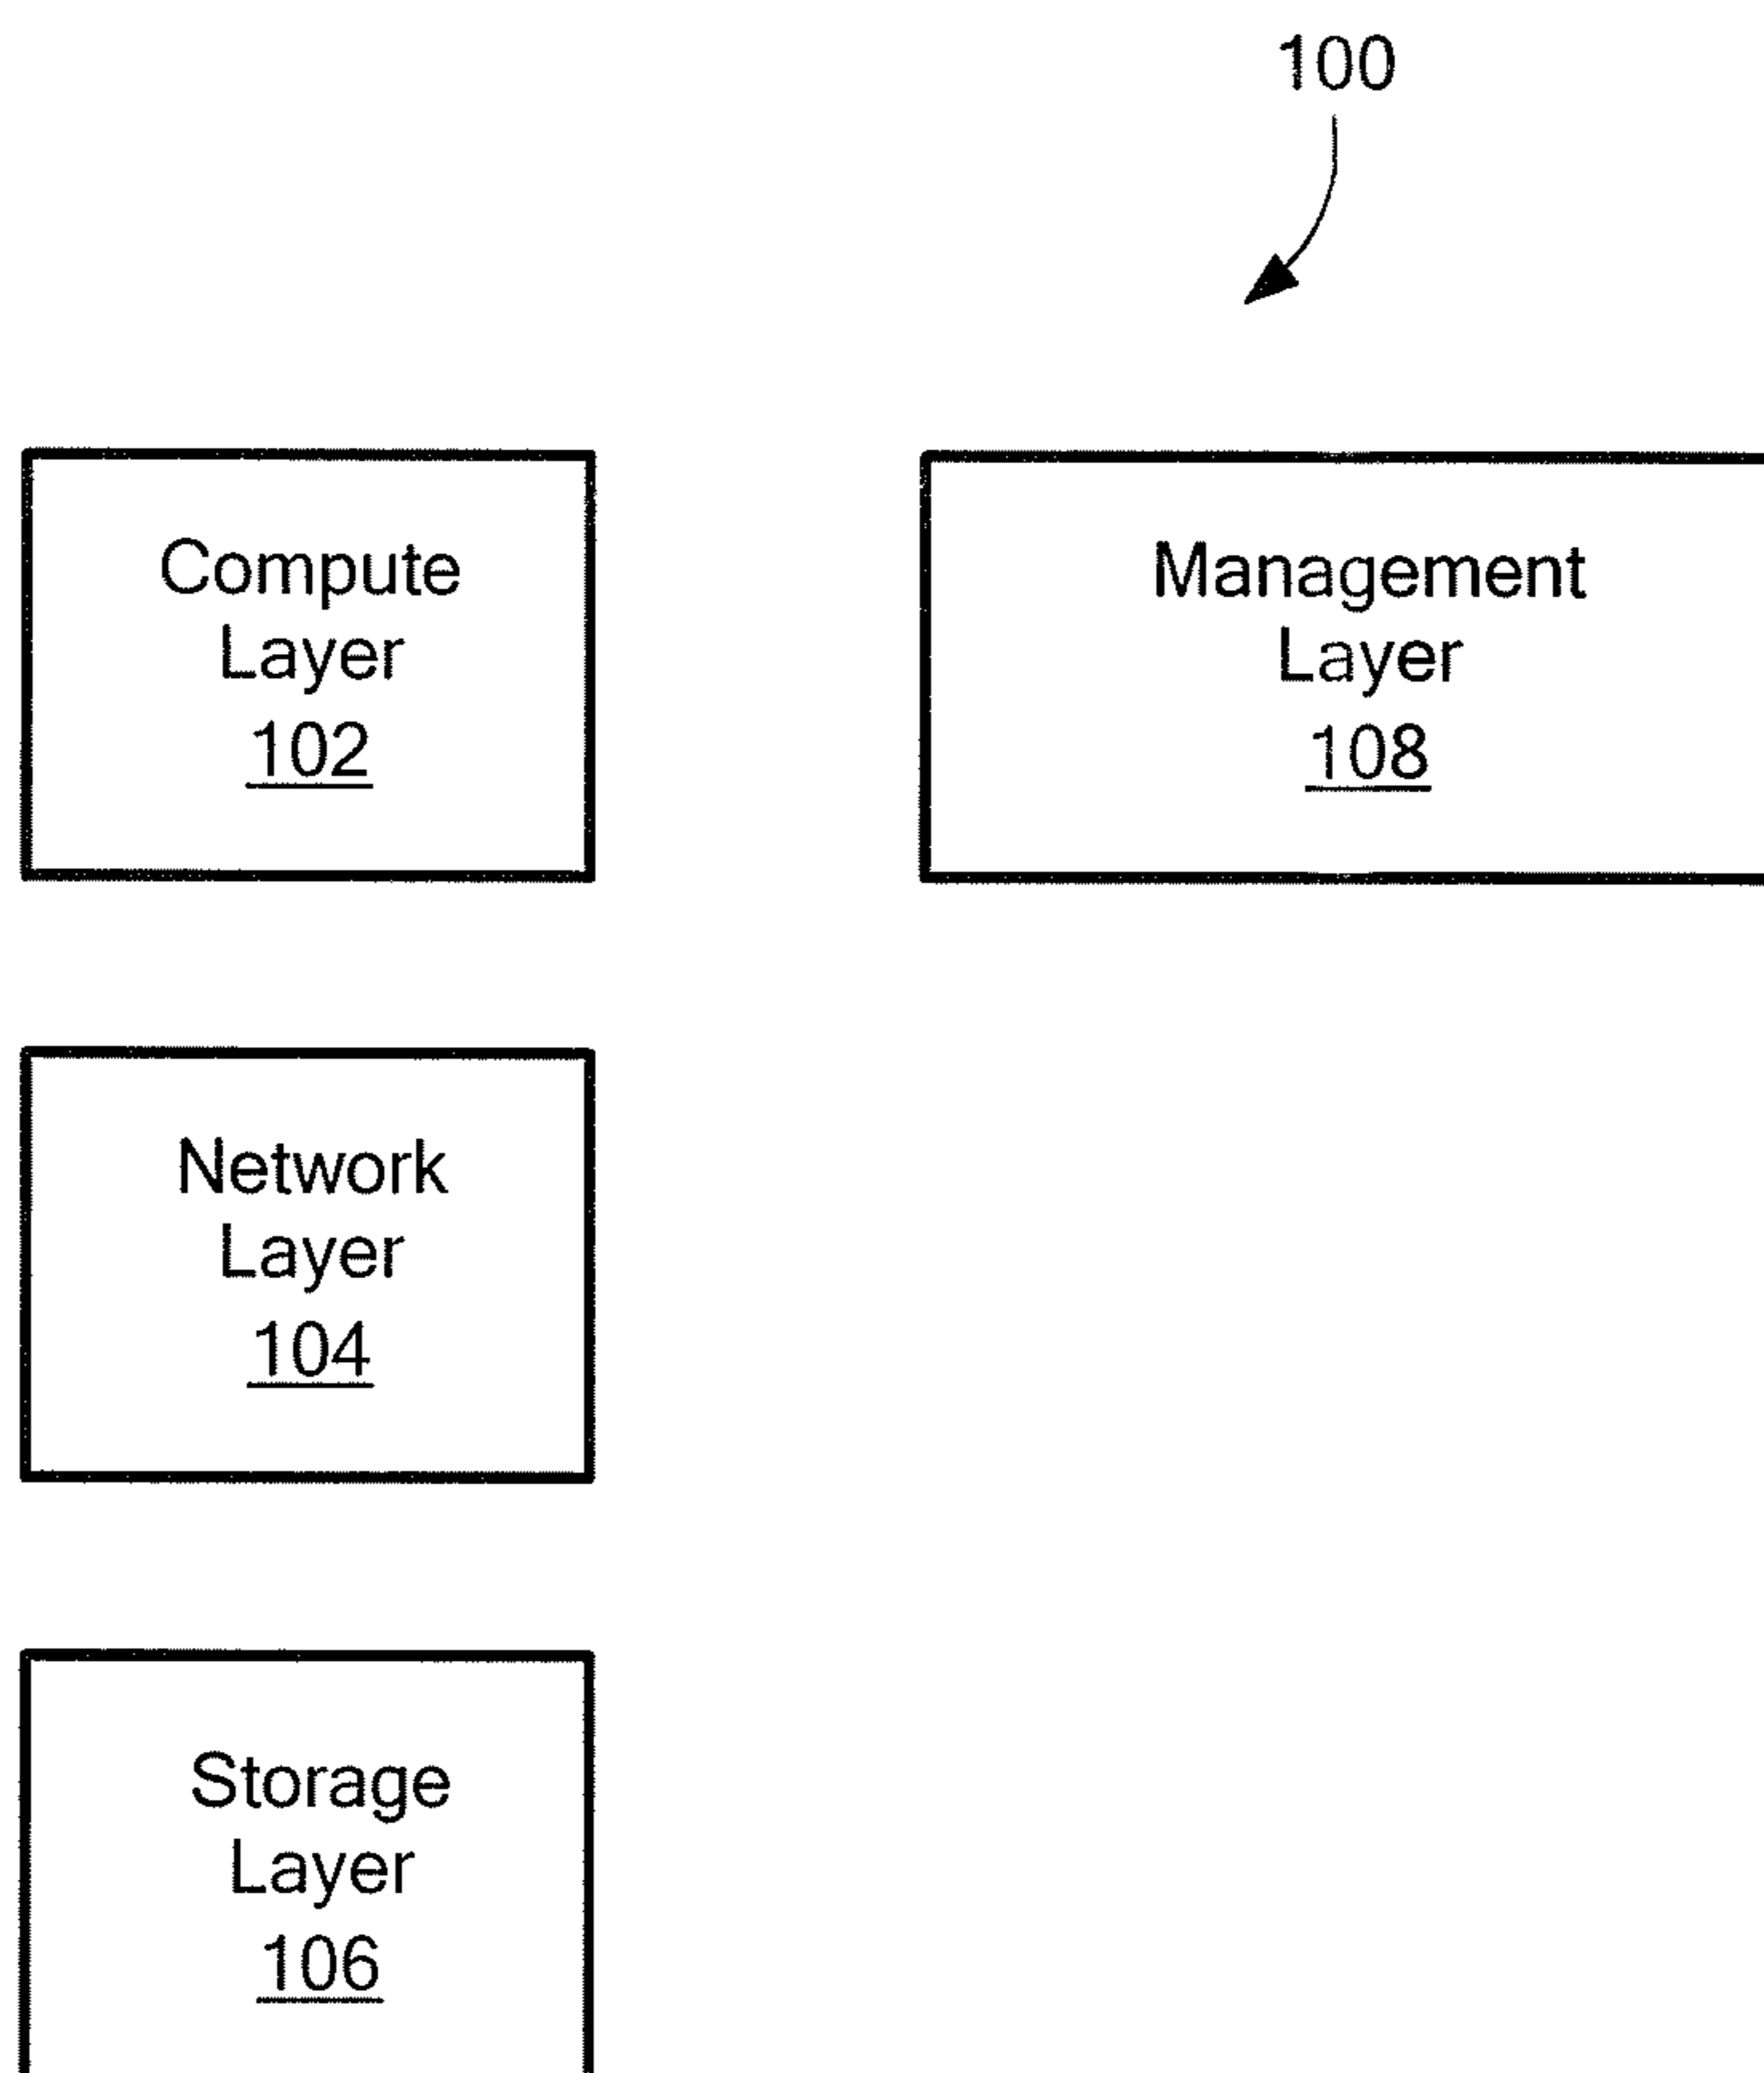 100
Compute
Layer
102
Management
Layer
108
Network
Layer
104
Storage
Layer
106